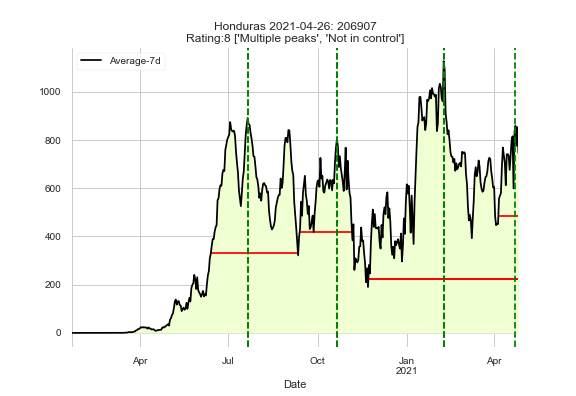 Honduras 2021-04-26: 206907
Rating:8 ['Multiple peaks', 'Not in control']
Average-7d
1000
800
600
400
200
0
Apr
Jul
Oct
Jan
2021
Apr
Date